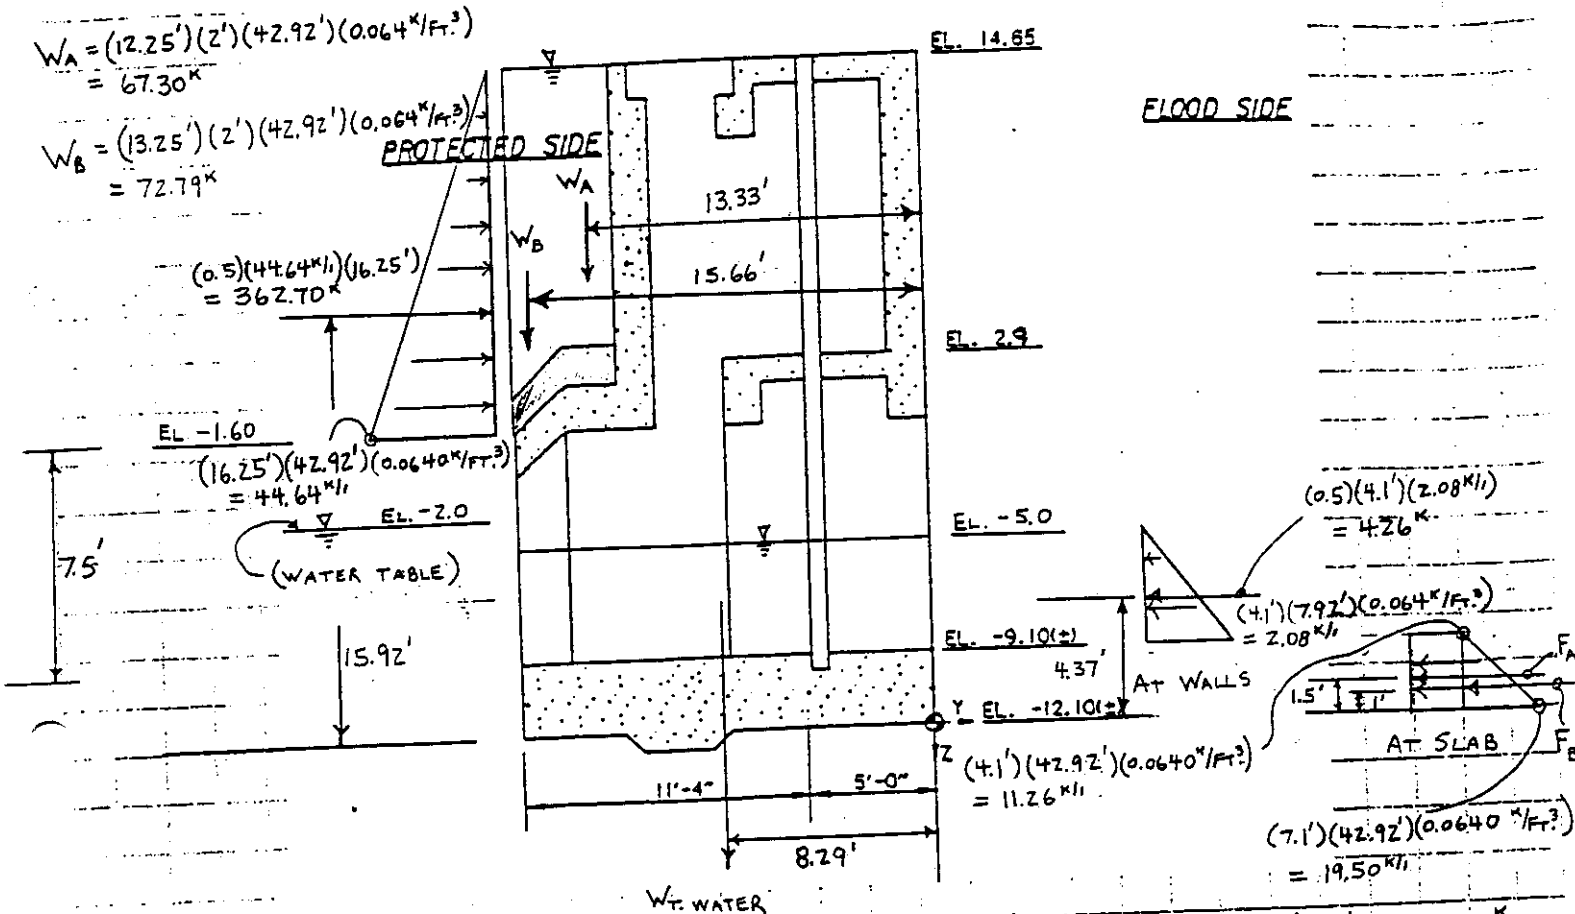 W_A = (12.25')(2')(42.92')(0.064 K/FT.³)
= 67.30 K
W_B = (13.25')(2')(42.92')(0.064 K/FT.³)
= 72.79 K
EL. 14.65
FLOOD SIDE
PROTECTED SIDE
W_A
13.33'
W_B
15.66'
(0.5)(44.64 K/')(16.25')
= 362.70 K
EL. 2.9
EL. -1.60
(16.25')(42.92')(0.0640 K/FT.³)
= 44.64 K/'
EL. -2.0
(WATER TABLE)
7.5'
15.92'
EL. -5.0
(0.5)(4.1')(2.08 K/')
= 4.26 K
(4.1')(7.92')(0.064 K/FT.³)
= 2.08 K/'
EL. -9.10(±)
4.37'
AT WALLS
F_A
1.5'
1'
Y
EL. -12.10(±)
Z
AT SLAB
F_B
(4.1')(42.92')(0.0640 K/FT³)
= 11.26 K/'
11'-4"
5'-0"
8.29'
(7.1')(42.92')(0.0640 K/FT.³)
= 19.50 K/'
WT. WATER
K